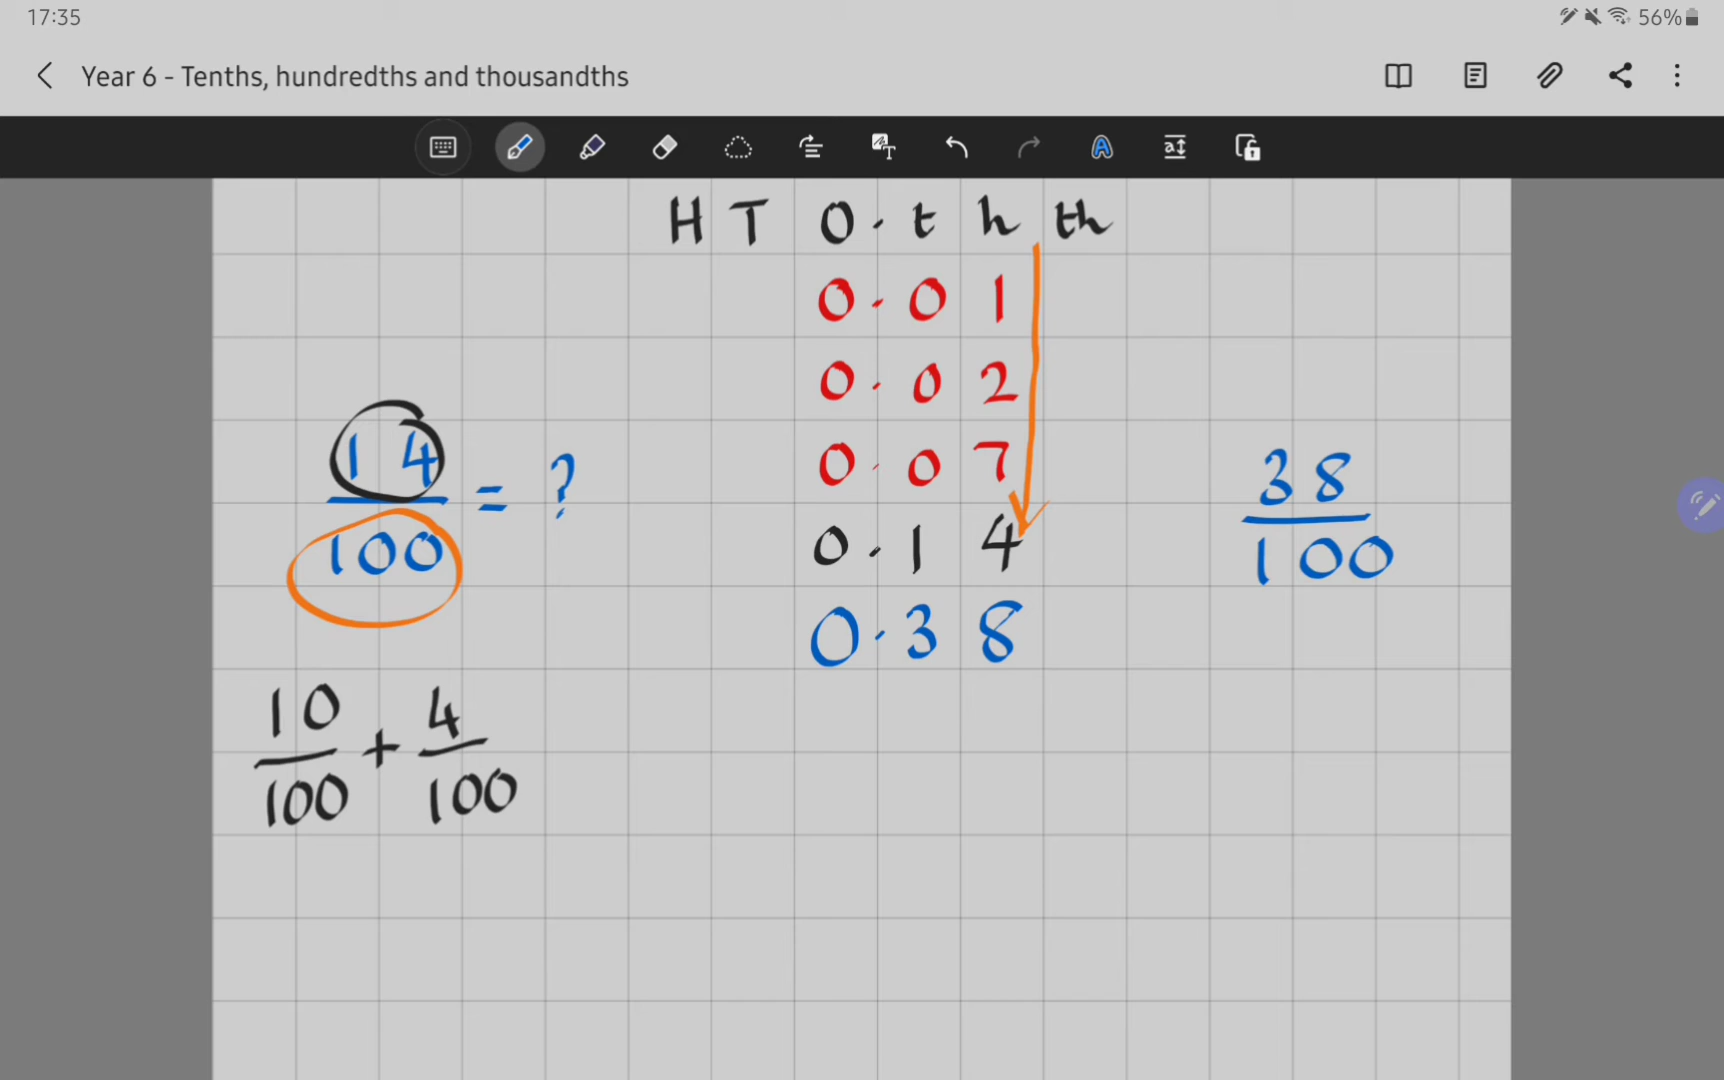 17:35
56%
Year 6 - Tenths, hundredths and thousandths
H T O . t h th
0 . 0 1
0 . 0 2
0 . 0 7
14/100 = ?
0 . 1 4
38/100
0 . 3 8
10/100 + 4/100